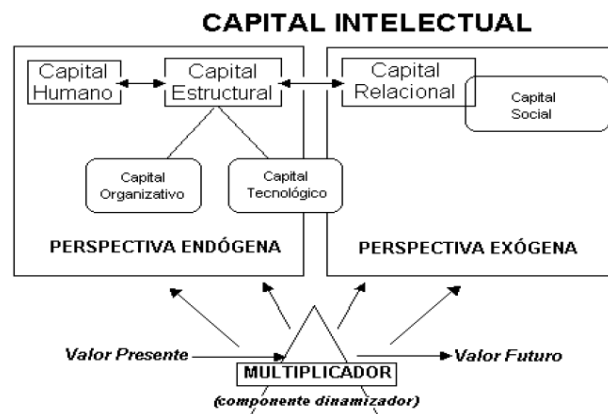 CAPITAL INTELECTUAL
Capital
Humano
Capital
Estructural
Capital
Relacional
Capital
Social
Capital
Organizativo
Capital
Tecnológico
PERSPECTIVA ENDÓGENA
PERSPECTIVA EXÓGENA
Valor Presente
Valor Futuro
MULTIPLICADOR
(componente dinamizador)